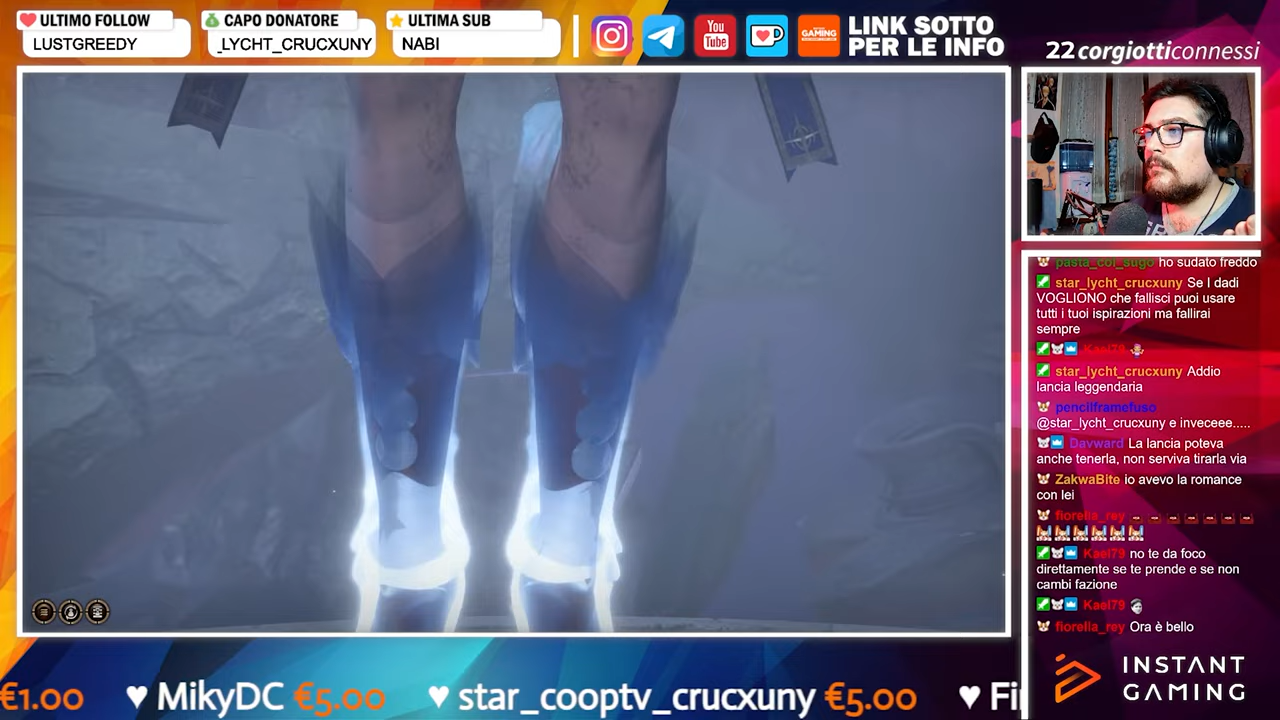 ULTIMO FOLLOW
LUSTGREEDY
CAPO DONATORE
_LYCHT_CRUCXUNY
ULTIMA SUB
NABI
You
Tube
GAMING
LINK SOTTO
PER LE INFO
22corgiotticonnessi
pasta_col_sugo ho sudato freddo
star_lycht_crucxuny Se I dadi
VOGLIONO che fallisci puoi usare
tutti i tuoi ispirazioni ma fallirai
sempre
Kael79
star_lycht_crucxuny Addio
lancia leggendaria
pencilframefuso
@star_lycht_crucxuny e inveceee.....
Davward La lancia poteva
anche tenerla, non serviva tirarla via
ZakwaBite io avevo la romance
con lei
fiorella_rey
Kael79 no te da foco
direttamente se te prende e se non
cambi fazione
Kael79
fiorella_rey Ora è bello
INSTANT
GAMING
€1.00 ♥ MikyDC €5.00 ♥ star_cooptv_crucxuny €5.00 ♥ Fi